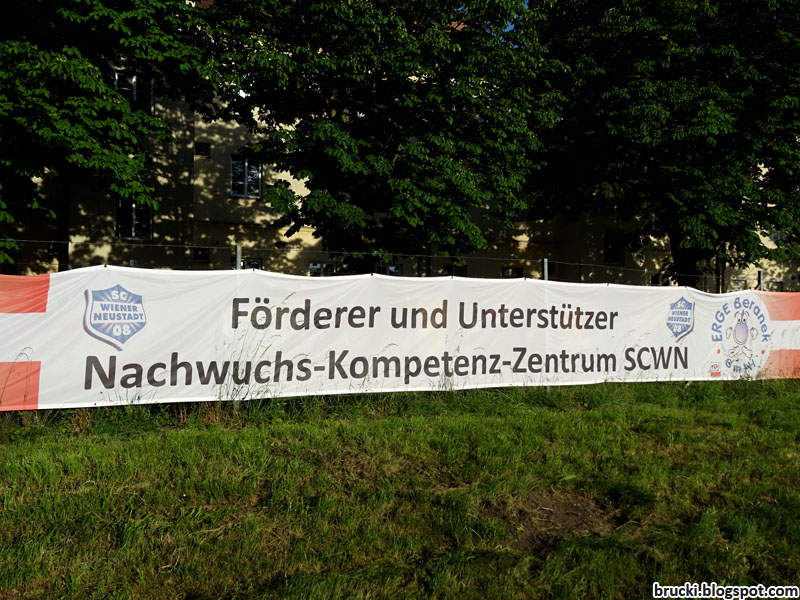 SC
WIENER
NEUSTADT
08
Förderer und Unterstützer
Nachwuchs-Kompetenz-Zentrum SCWN
SC
WIENER
NEUSTADT
08
ERGE Beranek
brucki.blogspot.com